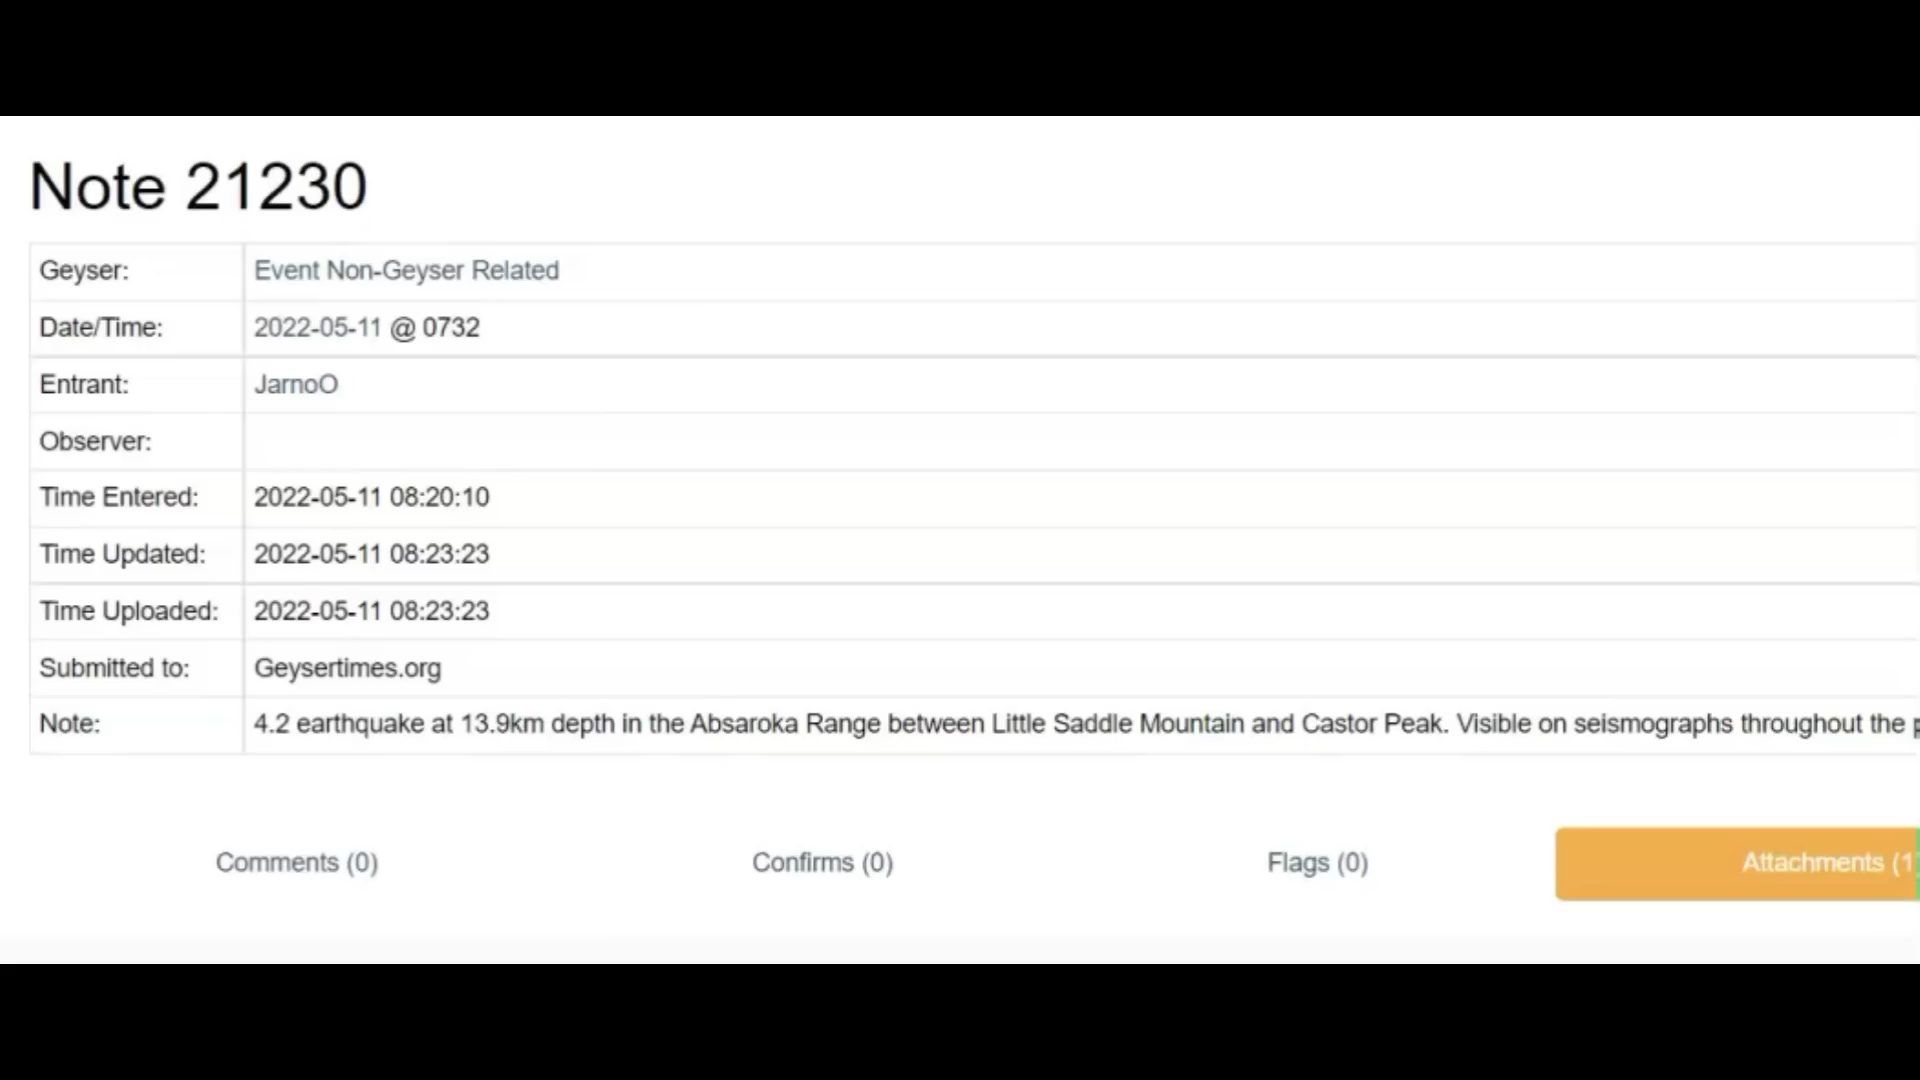 Note 21230
Geyser: Event Non-Geyser Related
Date/Time: 2022-05-11 @ 0732
Entrant: JarnoO
Observer:
Time Entered: 2022-05-11 08:20:10
Time Updated: 2022-05-11 08:23:23
Time Uploaded: 2022-05-11 08:23:23
Submitted to: Geysertimes.org
Note: 4.2 earthquake at 13.9km depth in the Absaroka Range between Little Saddle Mountain and Castor Peak. Visible on seismographs throughout the
Comments (0) Confirms (0) Flags (0) Attachments (1